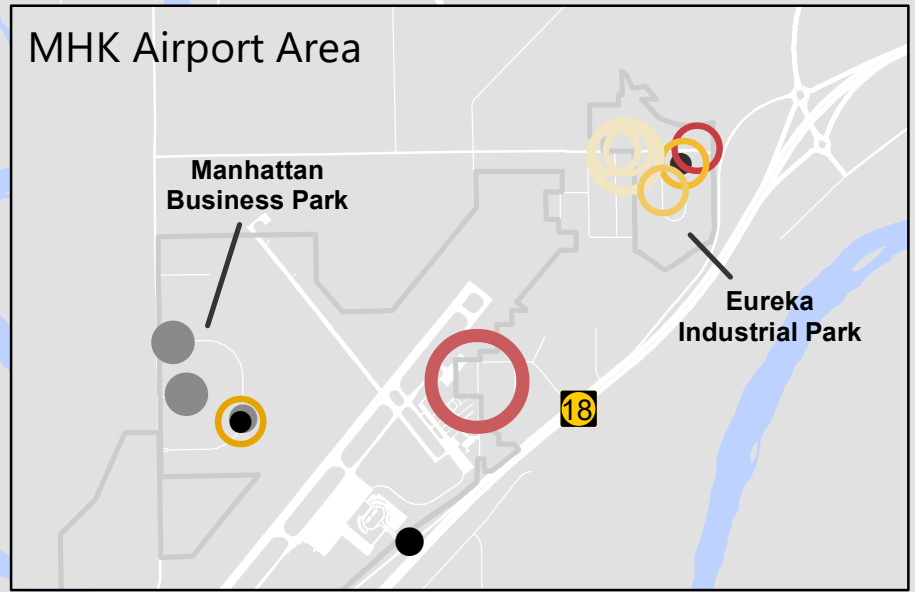 MHK Airport Area
Manhattan
Business Park
Eureka
Industrial Park
18